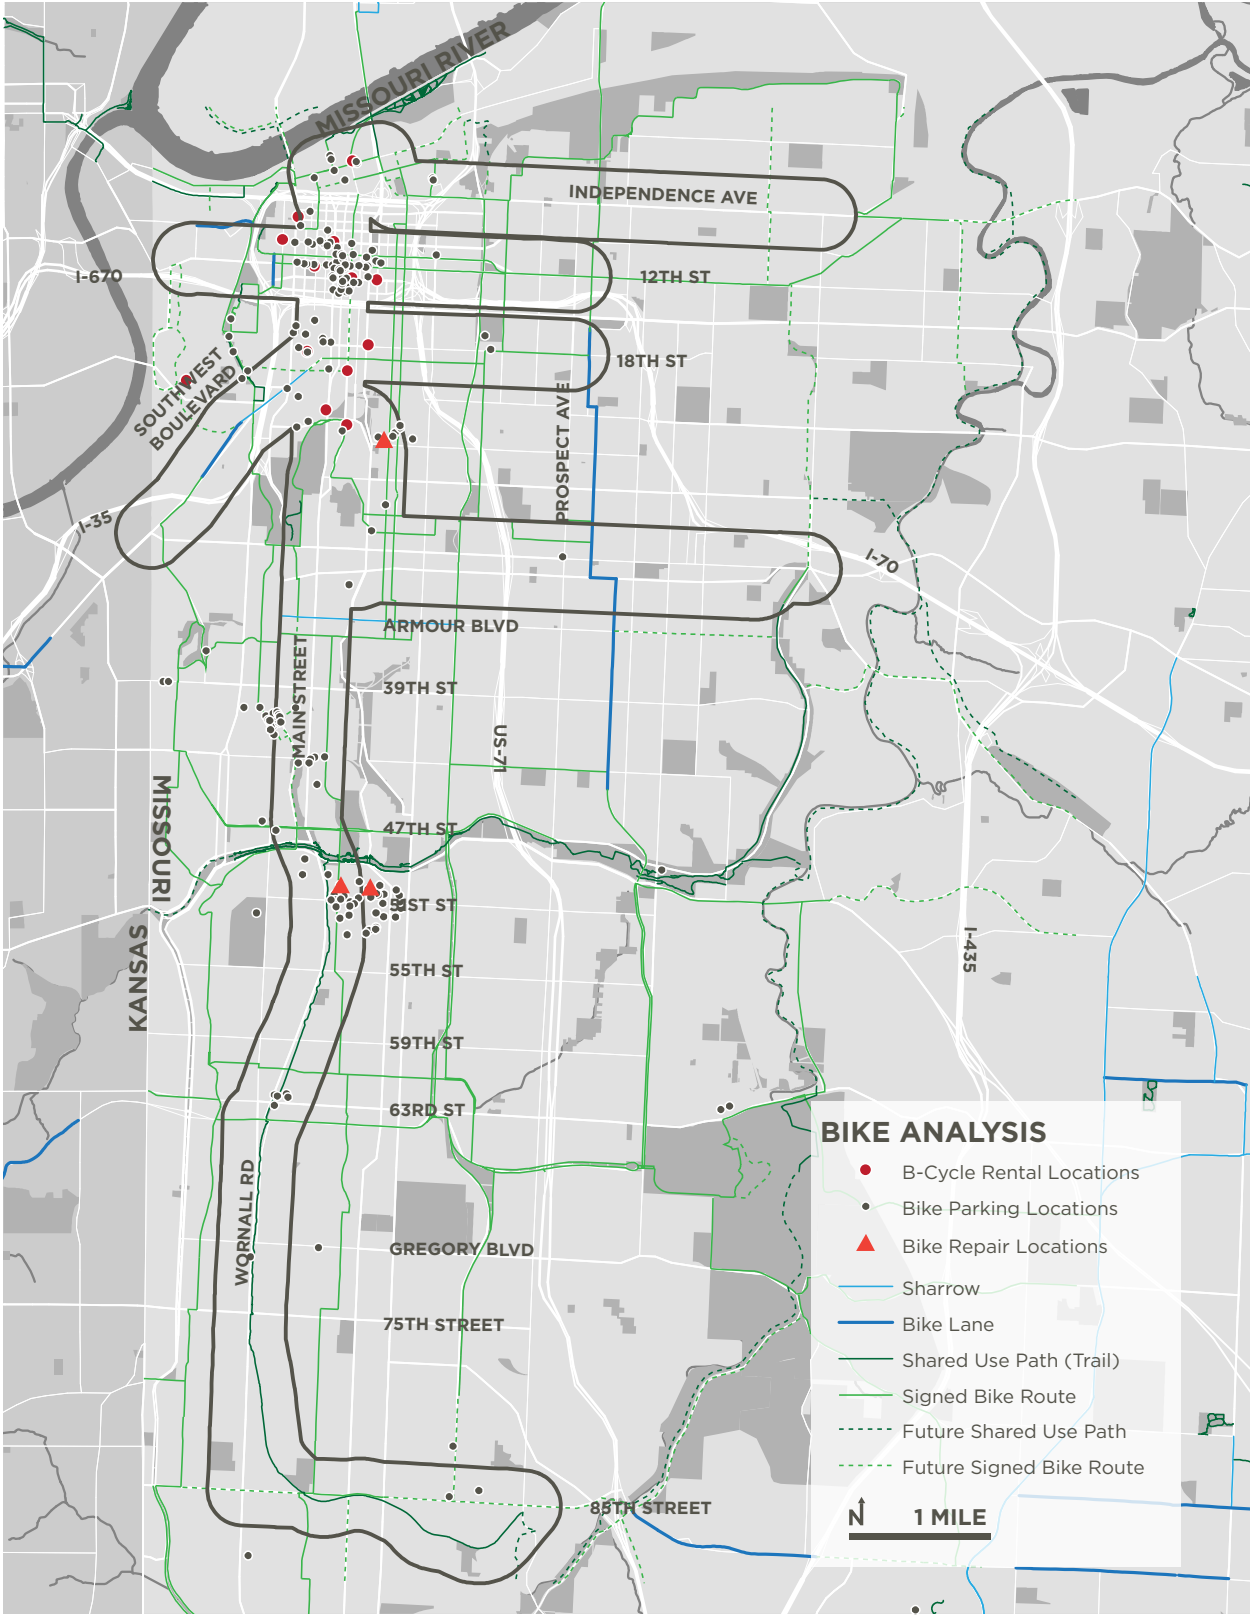 MISSOURI RIVER
INDEPENDENCE AVE
I-670
12TH ST
18TH ST
SOUTHWEST
BOULEVARD
PROSPECT AVE
I-35
I-70
ARMOUR BLVD
MAIN STREET
39TH ST
US-71
MISSOURI
47TH ST
51ST ST
KANSAS
I-435
55TH ST
59TH ST
63RD ST
WORNALL RD
GREGORY BLVD
75TH STREET
85TH STREET
BIKE ANALYSIS
B-Cycle Rental Locations
Bike Parking Locations
Bike Repair Locations
Sharrow
Bike Lane
Shared Use Path (Trail)
Signed Bike Route
Future Shared Use Path
Future Signed Bike Route
N 1 MILE